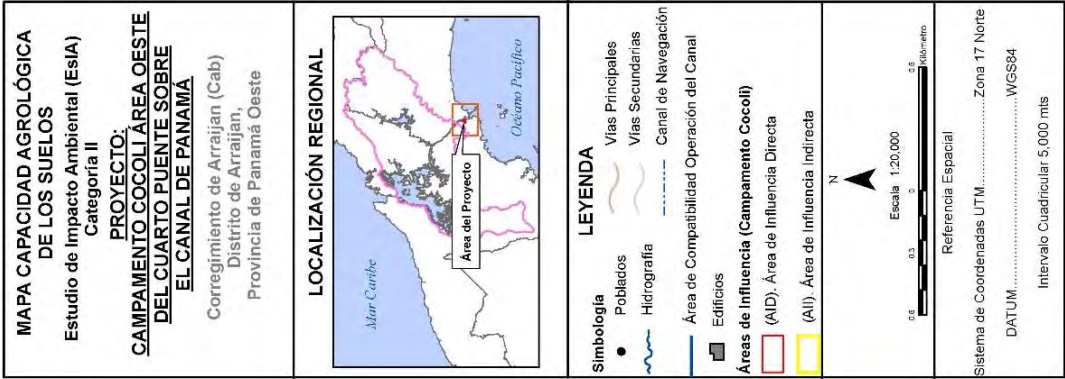 MAPA CAPACIDAD AGROLÓGICA
DE LOS SUELOS
Estudio de Impacto Ambiental (EsIA)
Categoría II
PROYECTO:
CAMPAMENTO COCOLÍ ÁREA OESTE
DEL CUARTO PUENTE SOBRE
EL CANAL DE PANAMÁ
Corregimiento de Arraijan (Cab)
Distrito de Arraijan,
Provincia de Panamá Oeste
LOCALIZACIÓN REGIONAL
Mar Caribe
Área del Proyecto
Océano Pacífico
LEYENDA
Simbología
Poblados
Vías Principales
Hidrografía
Vías Secundarias
Canal de Navegación
Área de Compatibilidad Operación del Canal
Edificios
Áreas de Influencia (Campamento Cocoli)
(AID). Área de Influencia Directa
(AII). Área de Influencia Indirecta
N
Escala 1:20,000
0.6 0.3 0 0.6
Kilómetro
Referencia Espacial
Sistema de Coordenadas UTM.............. Zona 17 Norte
DATUM..............................WGS84
Intervalo Cuadricular 5,000 mts